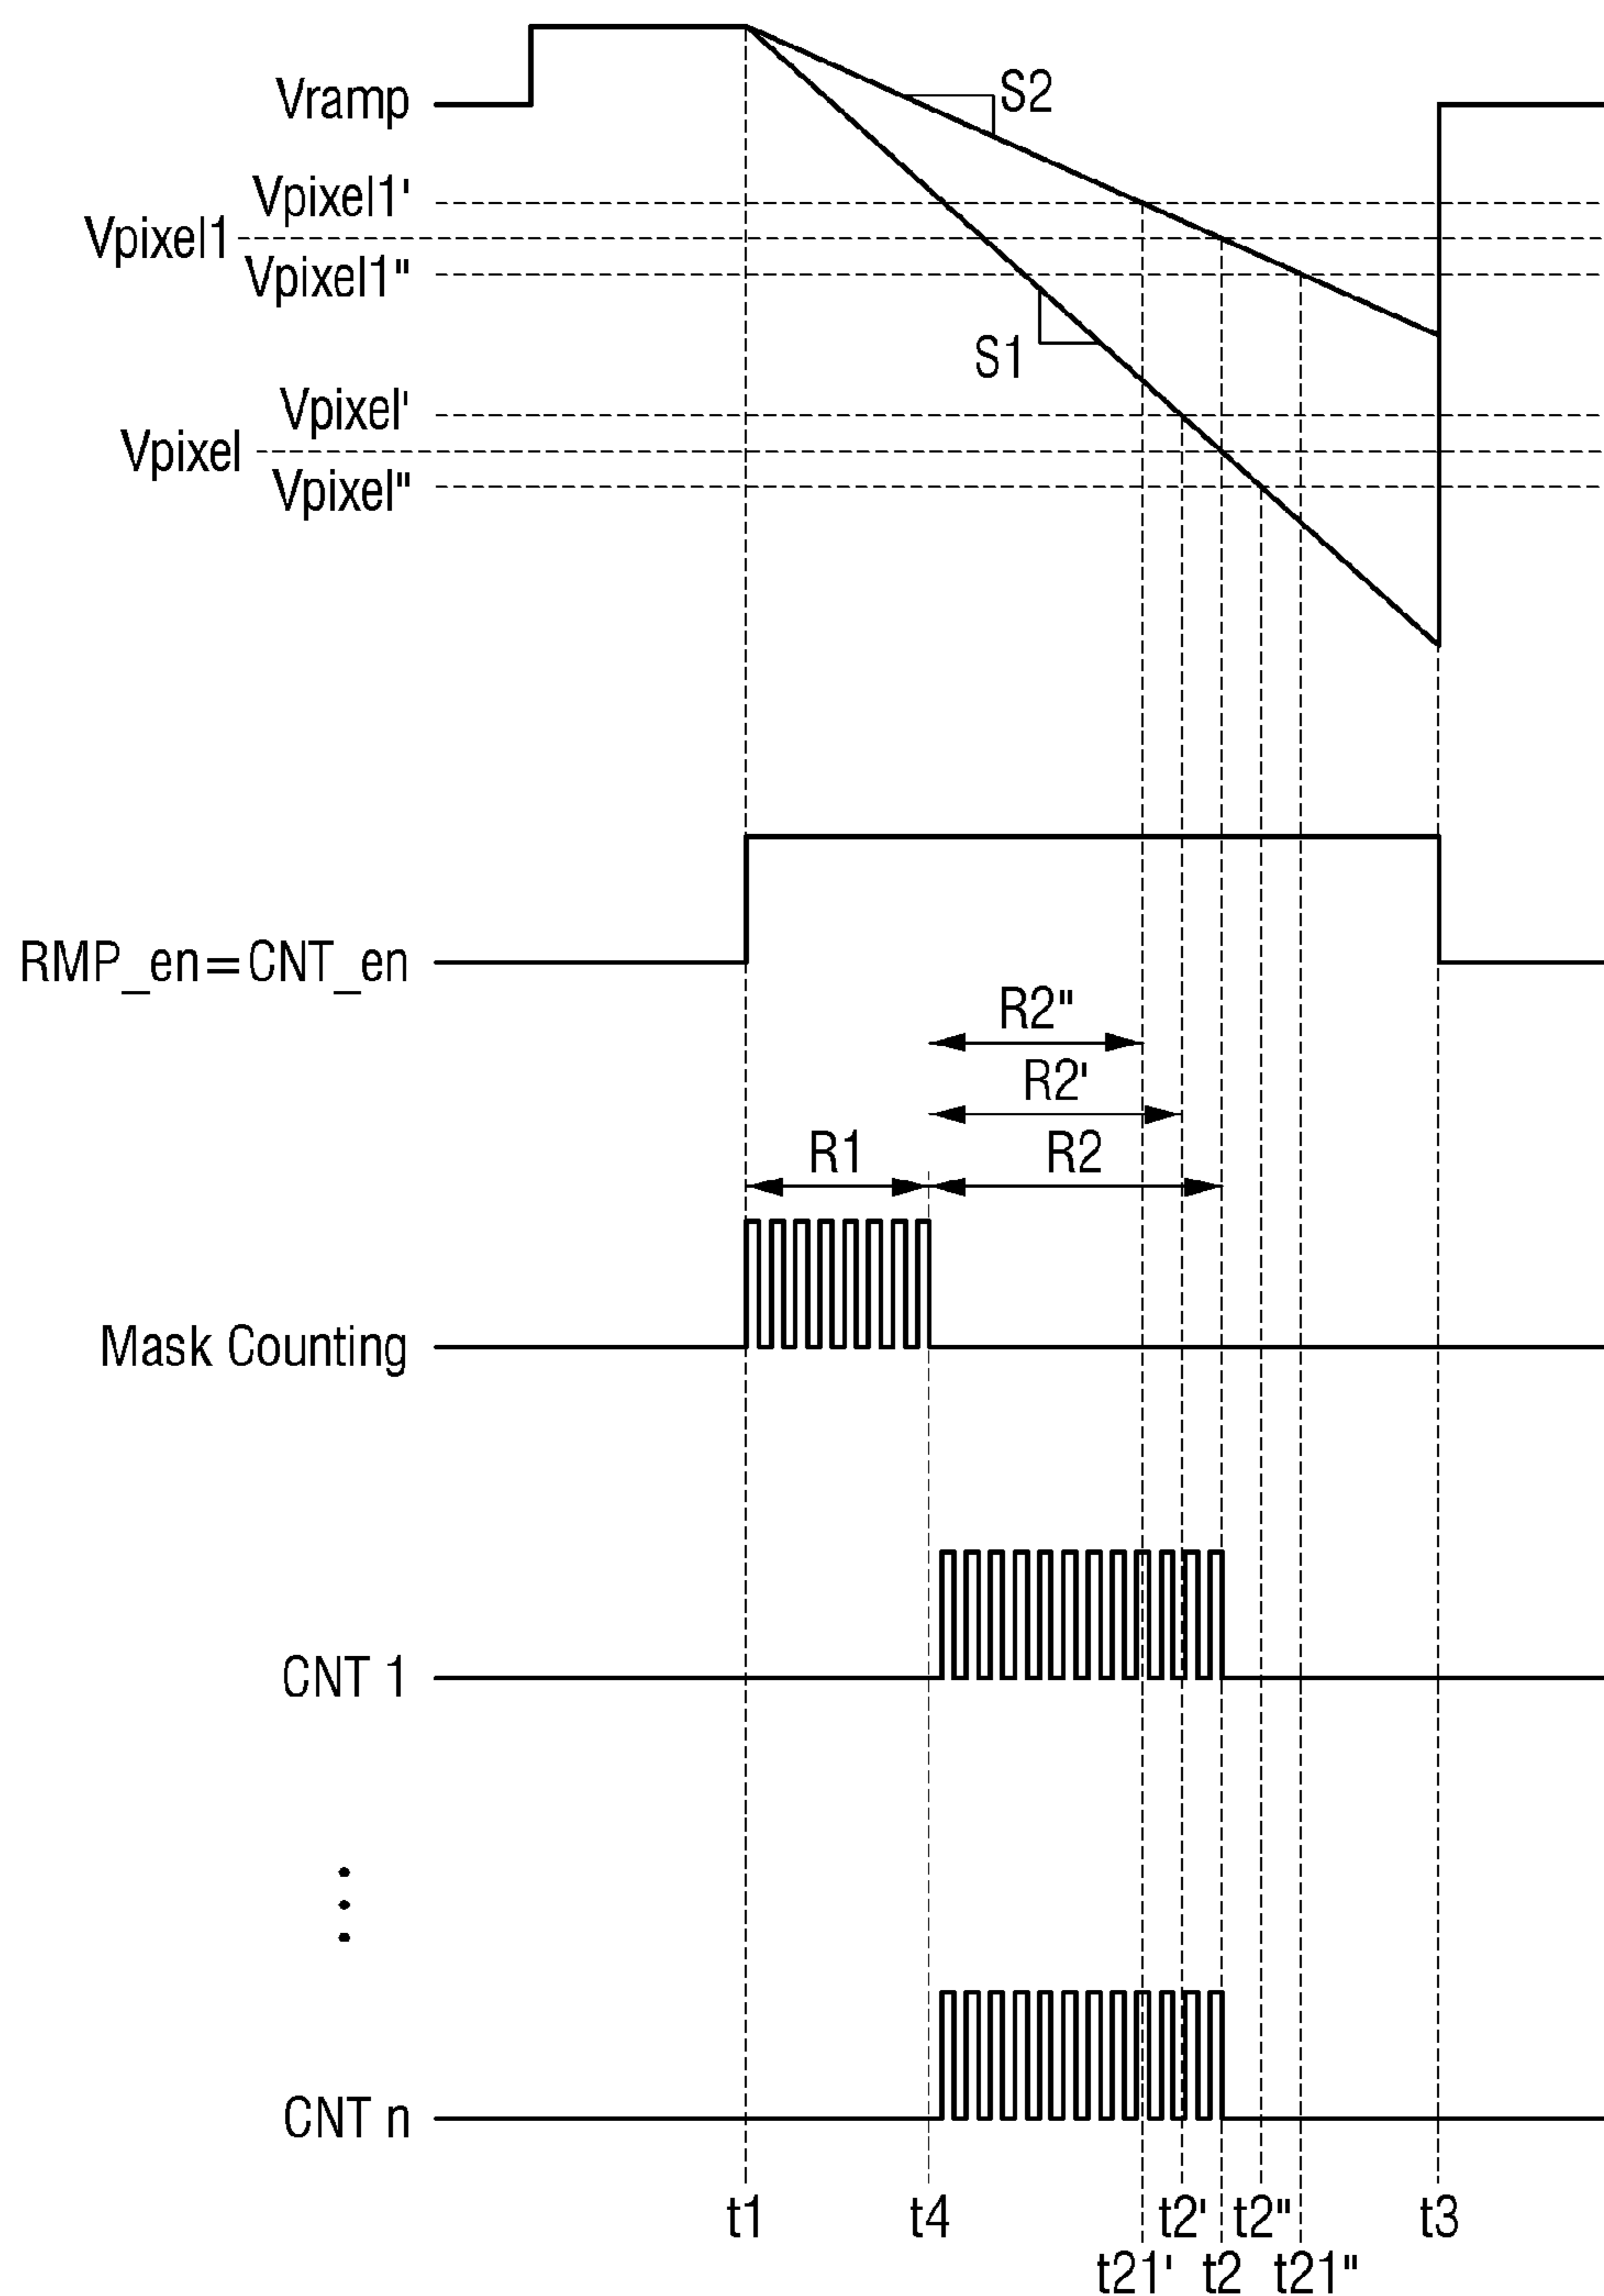 Vramp
S2
Vpixel1'
Vpixel1
Vpixel1"
S1
Vpixel'
Vpixel
Vpixel"
RMP_en=CNT_en
R2"
R2'
R1
R2
Mask Counting
CNT 1
CNT n
t1
t4
t2'
t2"
t3
t21'
t2
t21"